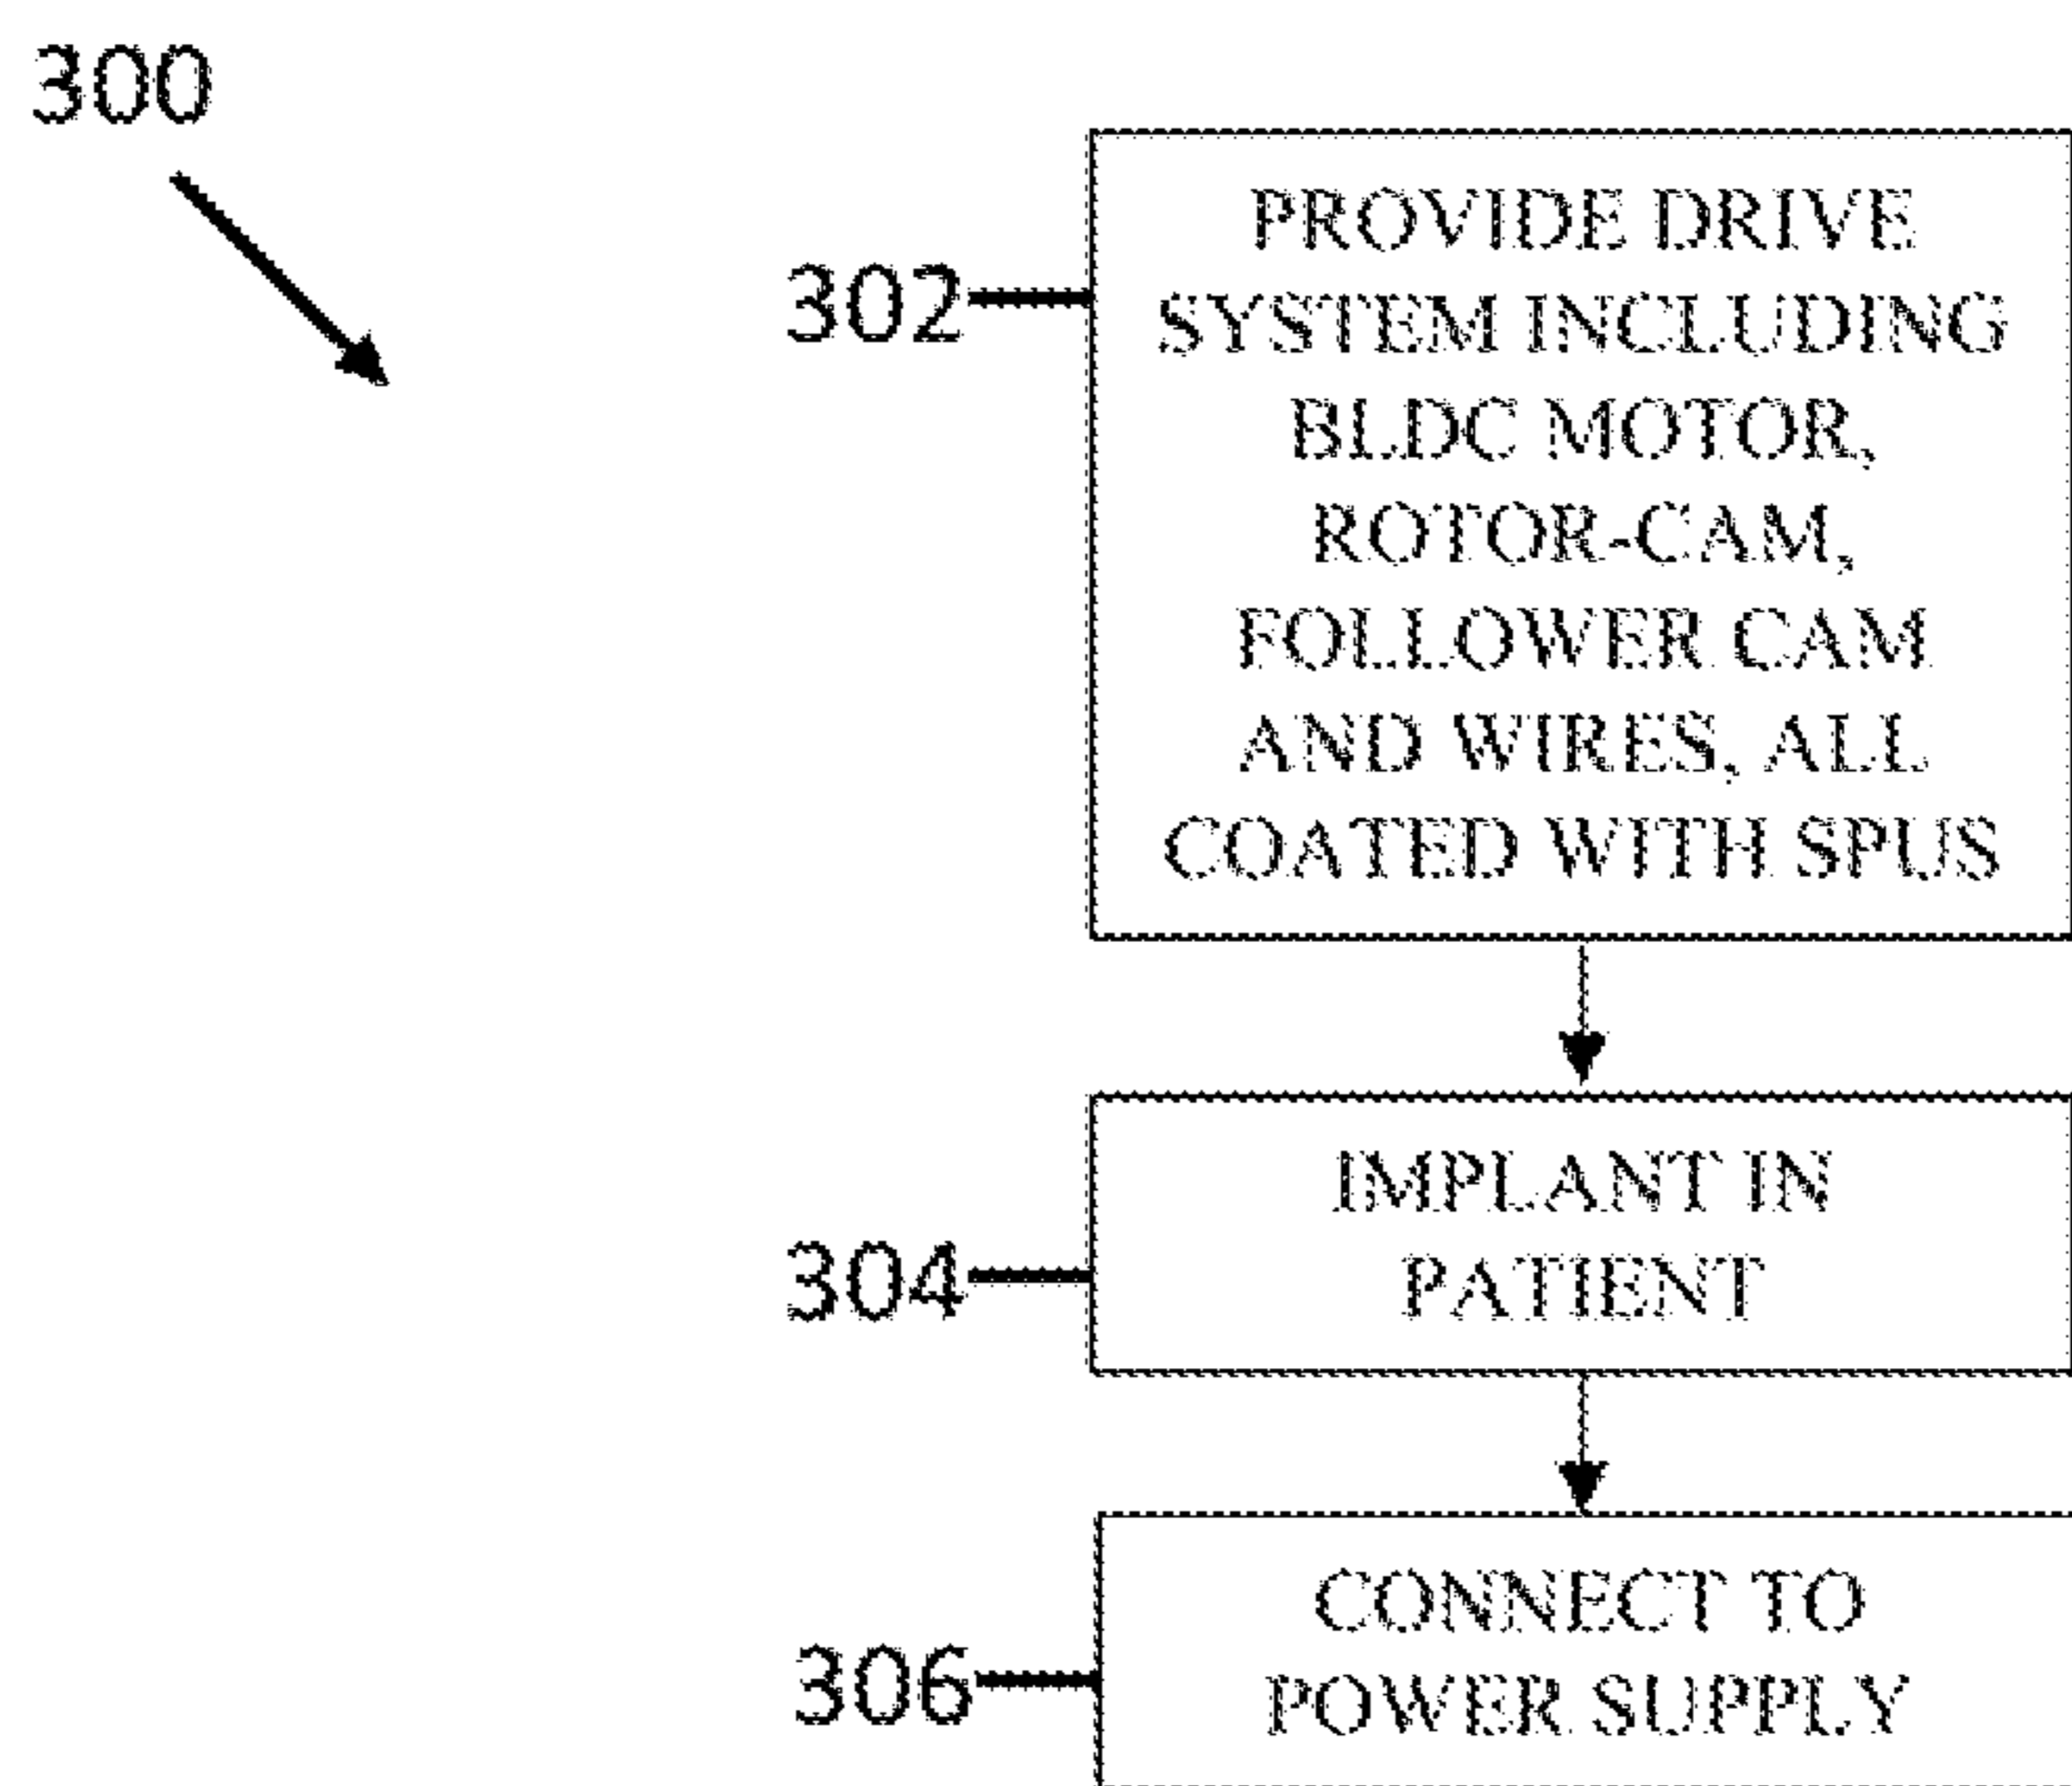 300
302
PROVIDE DRIVE
SYSTEM INCLUDING
BLDC MOTOR,
ROTOR-CAM,
FOLLOWER CAM
AND WIRES, ALL
COATED WITH SPUS
304
IMPLANT IN
PATIENT
306
CONNECT TO
POWER SUPPLY